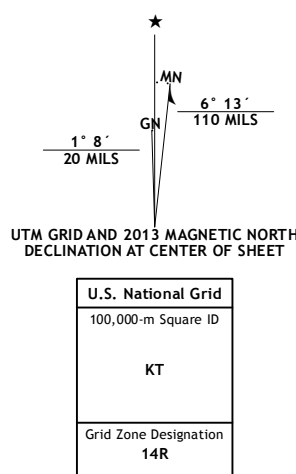 ★
MN
GN
6° 13´
110 MILS
1° 8´
20 MILS
UTM GRID AND 2013 MAGNETIC NORTH
DECLINATION AT CENTER OF SHEET
U.S. National Grid
100,000-m Square ID
KT
Grid Zone Designation
14R